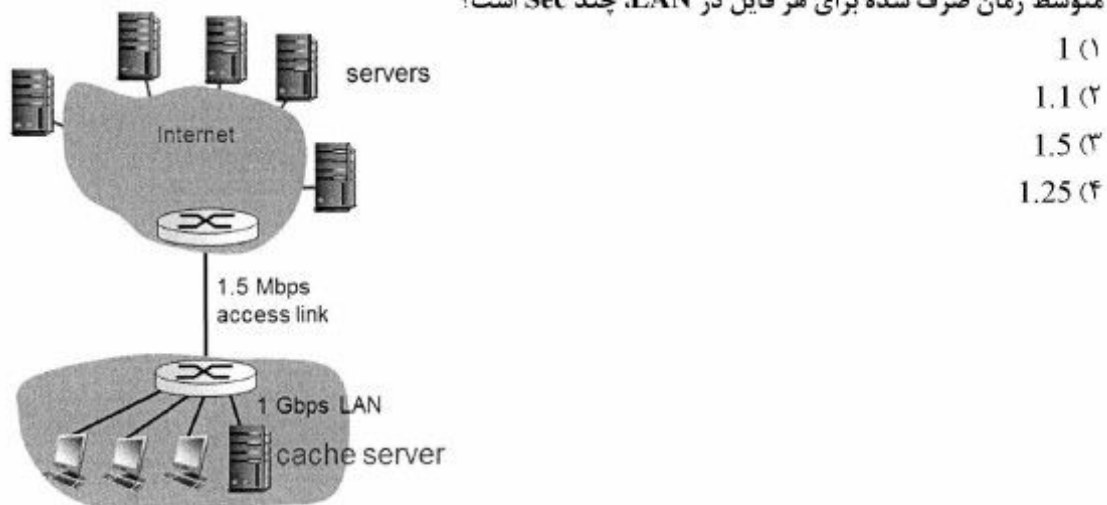 متوسط زمان صرف شده برای هر فایل در LAN، چند Sec است؟
۱) 1
۲) 1.1
۳) 1.5
۴) 1.25
servers
Internet
1.5 Mbps
access link
1 Gbps LAN
cache server